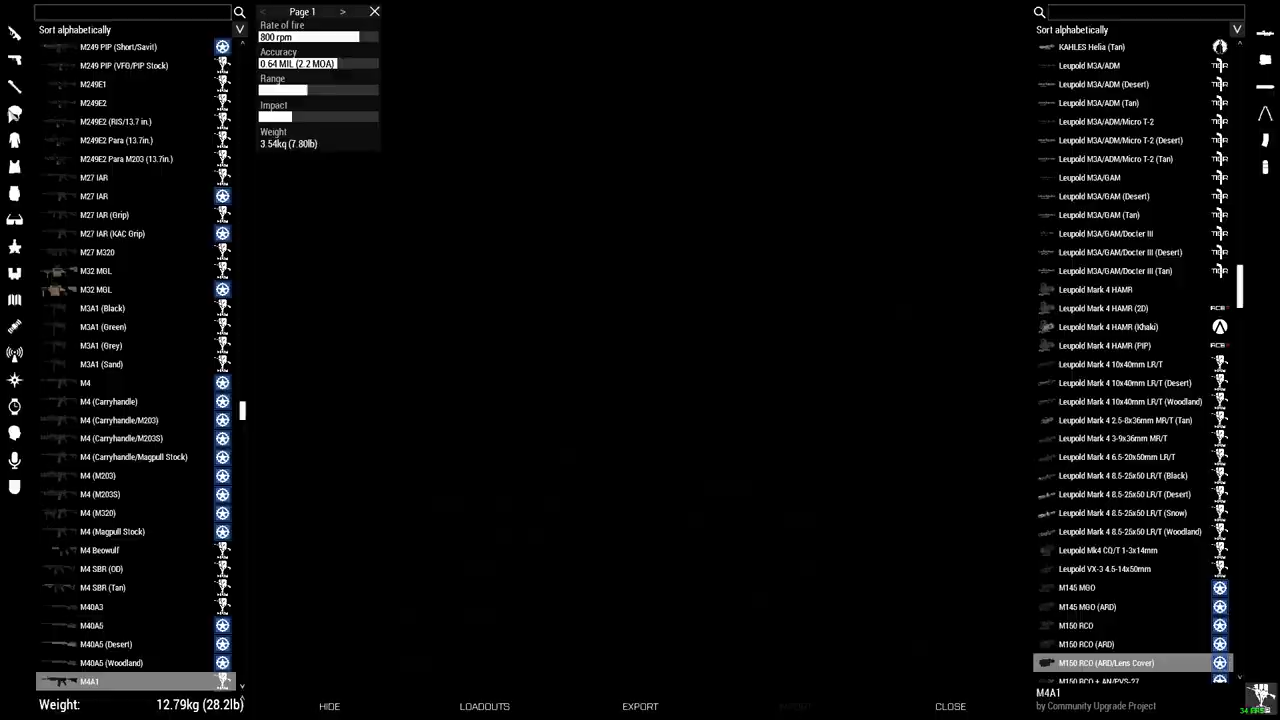 Sort alphabetically
M249 PIP (Short/Savit)
M249 PIP (VFG/PIP Stock)
M249E1
M249E2
M249E2 (RIS/13.7 in.)
M249E2 Para (13.7in.)
M249E2 Para M203 (13.7in.)
M27 IAR
M27 IAR
M27 IAR (Grip)
M27 IAR (KAC Grip)
M27 M320
M32 MGL
M32 MGL
M3A1 (Black)
M3A1 (Green)
M3A1 (Grey)
M3A1 (Sand)
M4
M4 (Carryhandle)
M4 (Carryhandle/M203)
M4 (Carryhandle/M203S)
M4 (Carryhandle/Magpull Stock)
M4 (M203)
M4 (M203S)
M4 (M320)
M4 (Magpull Stock)
M4 Beowulf
M4 SBR (OD)
M4 SBR (Tan)
M40A3
M40A5
M40A5 (Desert)
M40A5 (Woodland)
M4A1
Weight: 12.79kg (28.2lb)
< Page 1 >
Rate of fire
800 rpm
Accuracy
0.64 MIL (2.2 MOA)
Range
Impact
Weight
3.54kg (7.80lb)
HIDE LOADOUTS EXPORT IMPORT CLOSE
Sort alphabetically
KAHLES Helia (Tan)
Leupold M3A/ADM
Leupold M3A/ADM (Desert)
Leupold M3A/ADM (Tan)
Leupold M3A/ADM/Micro T-2
Leupold M3A/ADM/Micro T-2 (Desert)
Leupold M3A/ADM/Micro T-2 (Tan)
Leupold M3A/GAM
Leupold M3A/GAM (Desert)
Leupold M3A/GAM (Tan)
Leupold M3A/GAM/Docter III
Leupold M3A/GAM/Docter III (Desert)
Leupold M3A/GAM/Docter III (Tan)
Leupold Mark 4 HAMR
Leupold Mark 4 HAMR (2D)
Leupold Mark 4 HAMR (Khaki)
Leupold Mark 4 HAMR (PIP)
Leupold Mark 4 10x40mm LR/T
Leupold Mark 4 10x40mm LR/T (Desert)
Leupold Mark 4 10x40mm LR/T (Woodland)
Leupold Mark 4 2.5-8x36mm MR/T (Tan)
Leupold Mark 4 3-9x36mm MR/T
Leupold Mark 4 6.5-20x50mm LR/T
Leupold Mark 4 8.5-25x50 LR/T (Black)
Leupold Mark 4 8.5-25x50 LR/T (Desert)
Leupold Mark 4 8.5-25x50 LR/T (Snow)
Leupold Mark 4 8.5-25x50 LR/T (Woodland)
Leupold Mk4 CQ/T 1-3x14mm
Leupold VX-3 4.5-14x50mm
M145 MGO
M145 MGO (ARD)
M150 RCO
M150 RCO (ARD)
M150 RCO (ARD/Lens Cover)
M150 RCO + AN/PVS-27
M4A1
by Community Upgrade Project